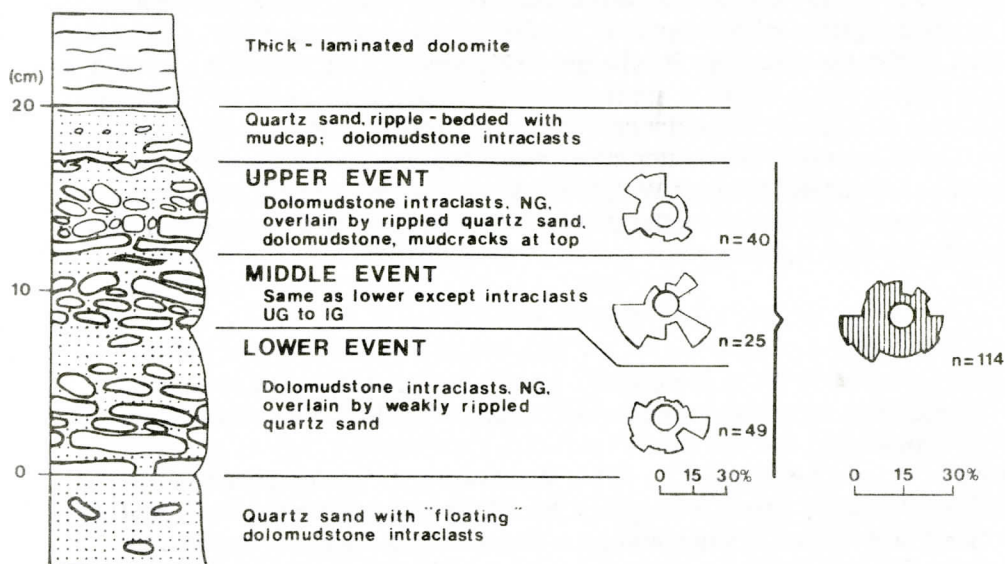 Thick - laminated dolomite
(cm)
20
Quartz sand, ripple - bedded with
mudcap; dolomudstone intraclasts
UPPER EVENT
Dolomudstone intraclasts, NG,
overlain by rippled quartz sand,
dolomudstone, mudcracks at top
n=40
MIDDLE EVENT
10
Same as lower except intraclasts
UG to IG
n=25
LOWER EVENT
n=114
Dolomudstone intraclasts, NG,
overlain by weakly rippled
quartz sand
n=49
0
0 15 30%
0 15 30%
Quartz sand with "floating"
dolomudstone intraclasts